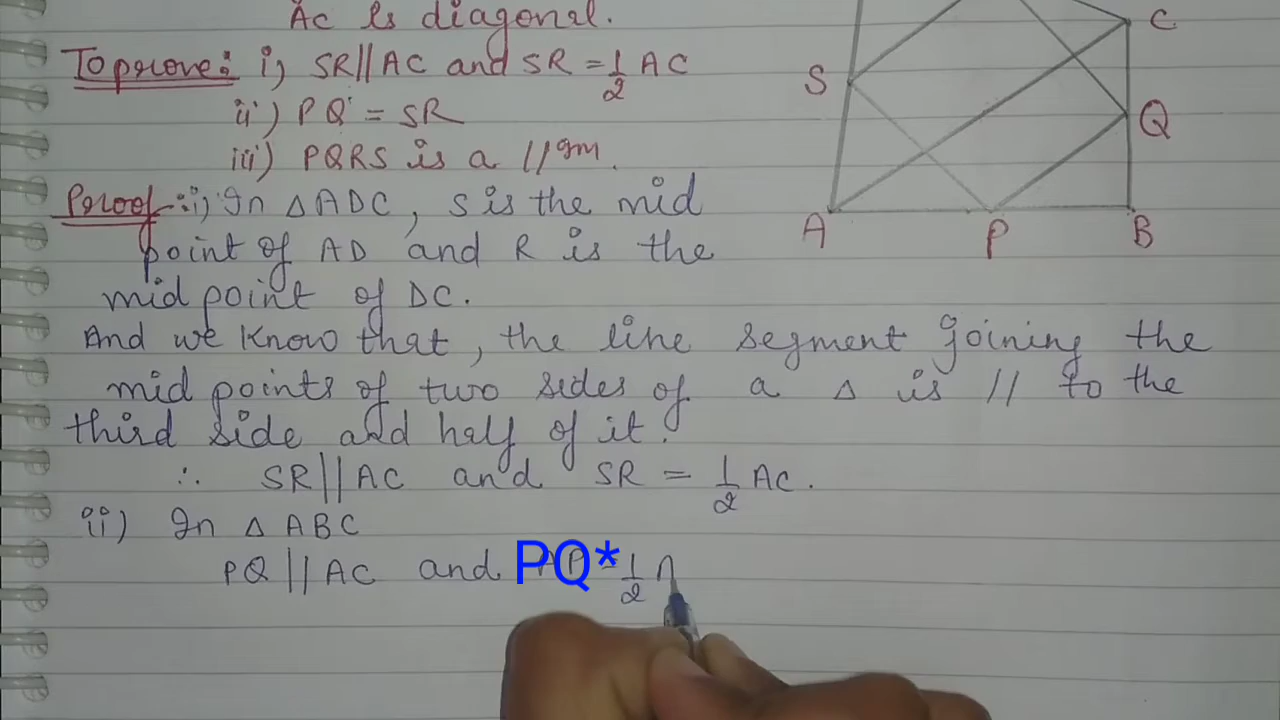 AC is diagonal.
To prove: i) SR||AC and SR = 1/2 AC
ii) PQ = SR
iii) PQRS is a ||gm.
Proof :- i) In △ADC, S is the mid
point of AD and R is the
mid point of DC.
And we know that, the line segment joining the
mid points of two sides of a △ is // to the
third side and half of it.
∴ SR||AC and SR = 1/2 AC.
ii) In △ABC
PQ||AC and PQ* 1/2
C
S
Q
A
P
B